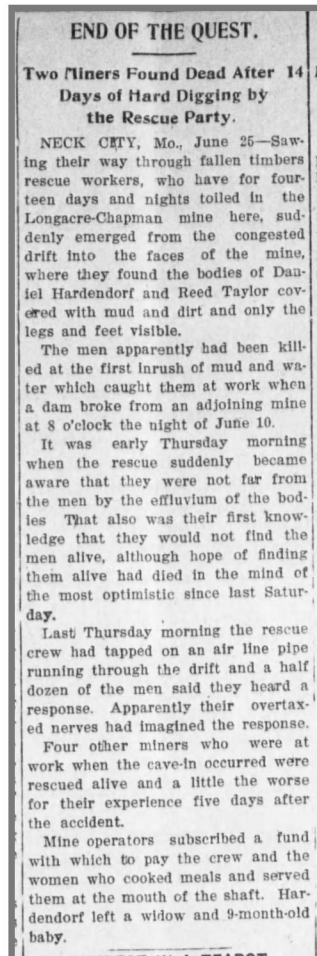 END OF THE QUEST.
Two Miners Found Dead After 14
Days of Hard Digging by
the Rescue Party.
NECK CITY, Mo., June 25—Saw-
ing their way through fallen timbers
rescue workers, who have for four-
teen days and nights toiled in the
Longacre-Chapman mine here, sud-
denly emerged from the congested
drift into the faces of the mine,
where they found the bodies of Dan-
iel Hardendorf and Reed Taylor cov-
ered with mud and dirt and only the
legs and feet visible.
The men apparently had been kill-
ed at the first inrush of mud and wa-
ter which caught them at work when
a dam broke from an adjoining mine
at 8 o'clock the night of June 10.
It was early Thursday morning
when the rescue suddenly became
aware that they were not far from
the men by the effluvium of the bod-
ies That also was their first know-
ledge that they would not find the
men alive, although hope of finding
them alive had died in the mind of
the most optimistic since last Satur-
day.
Last Thursday morning the rescue
crew had tapped on an air line pipe
running through the drift and a half
dozen of the men said they heard a
response. Apparently their overtax-
ed nerves had imagined the response.
Four other miners who were at
work when the cave-in occurred were
rescued alive and a little the worse
for their experience five days after
the accident.
Mine operators subscribed a fund
with which to pay the crew and the
women who cooked meals and served
them at the mouth of the shaft. Har-
dendorf left a widow and 9-month-old
baby.